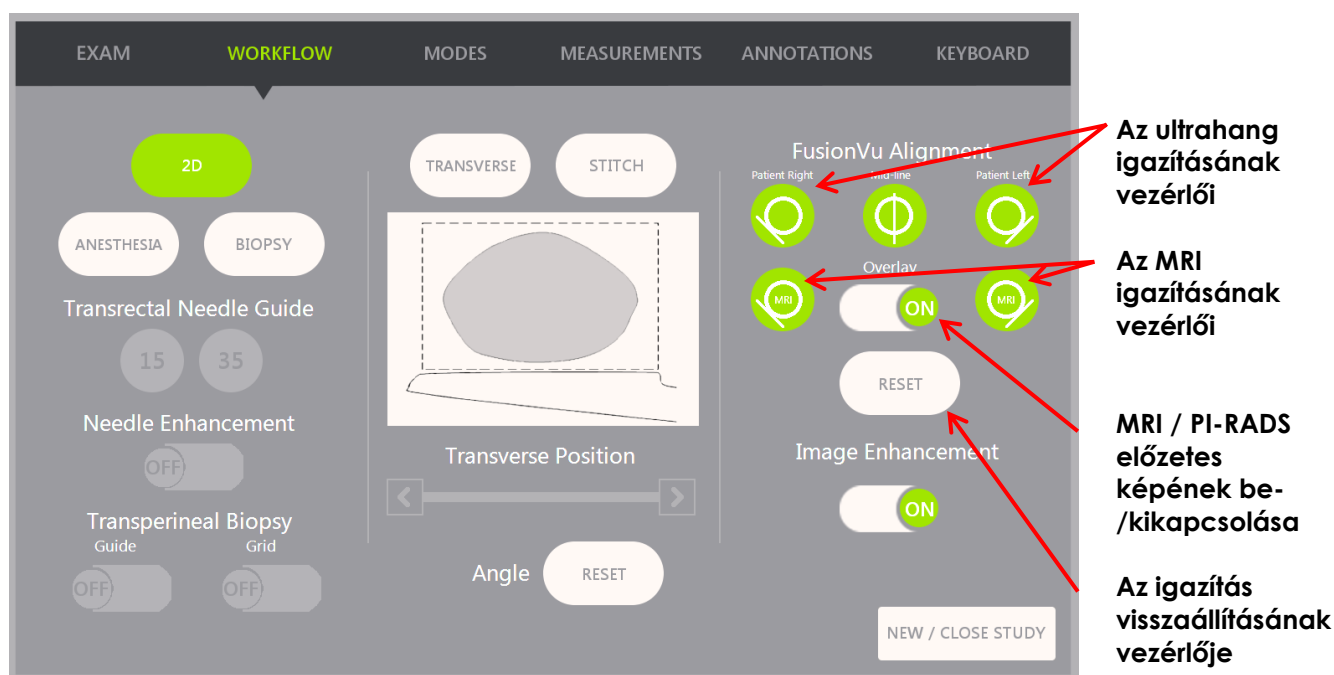 EXAM WORKFLOW MODES MEASUREMENTS ANNOTATIONS KEYBOARD
2D
ANESTHESIA BIOPSY
Transrectal Needle Guide
15 35
Needle Enhancement
OFF
Transperineal Biopsy
Guide Grid
OFF OFF
TRANSVERSE STITCH
Transverse Position
Angle RESET
FusionVu Alignment
Patient Right Mid-line Patient Left
Overlay
MRI ON MRI
RESET
Image Enhancement
ON
NEW / CLOSE STUDY
Az ultrahang
igazításának
vezérlői
Az MRI
igazításának
vezérlői
MRI / PI-RADS
előzetes
képének be-
/kikapcsolása
Az igazítás
visszaállításának
vezérlője